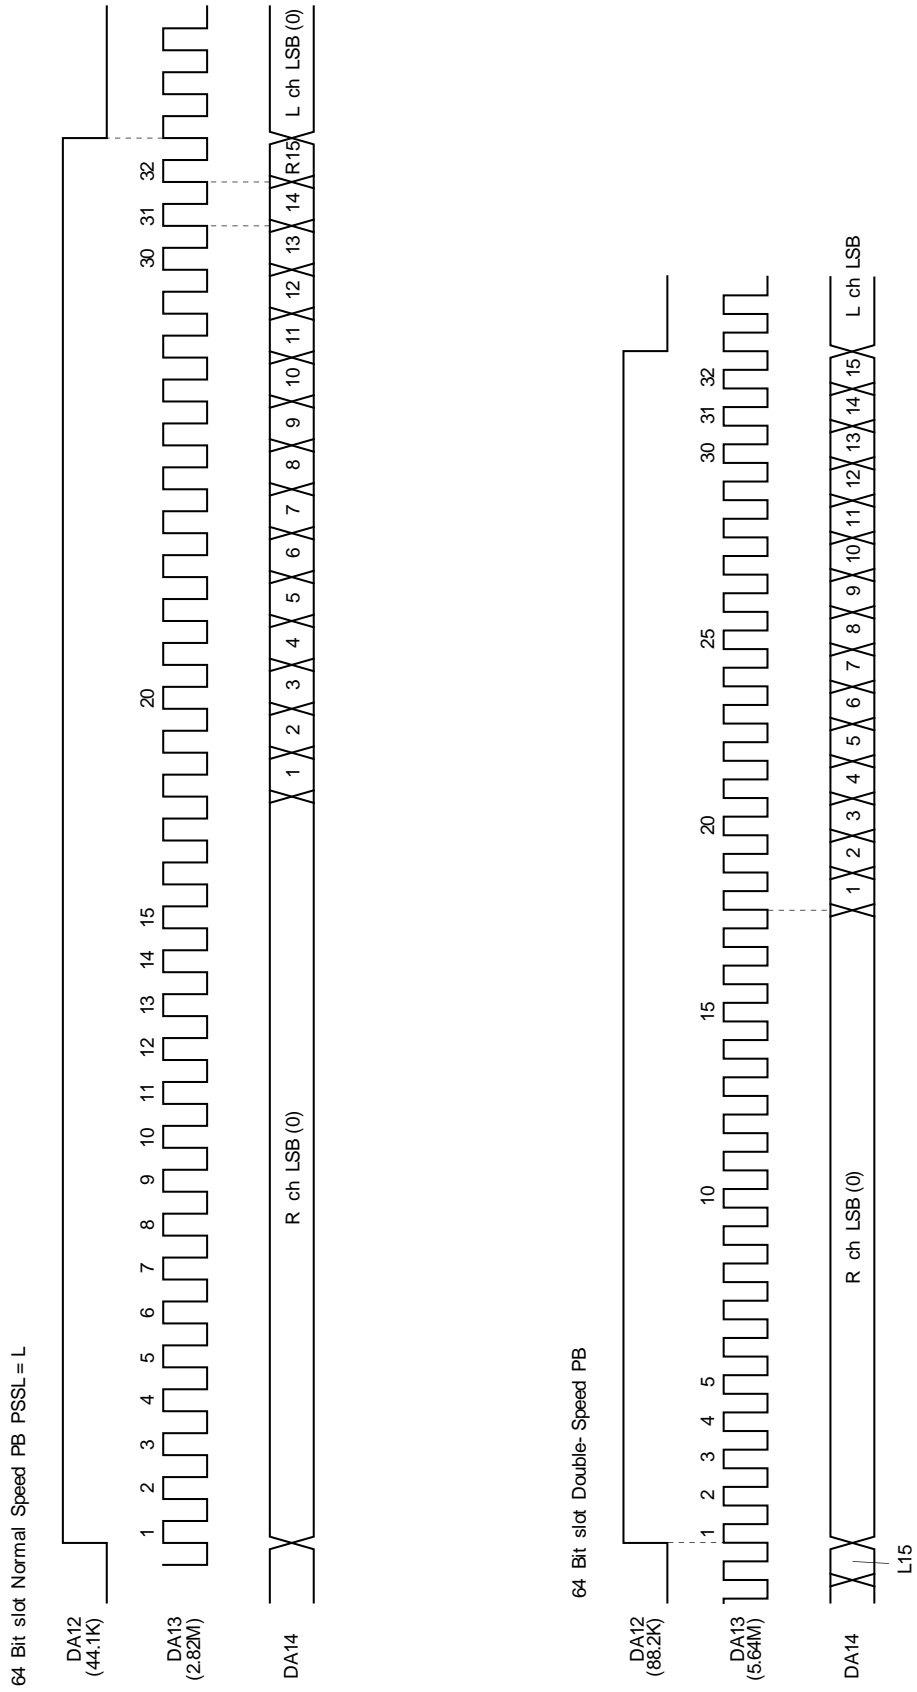 64 Bit slot Normal Speed PB PSSL = L
DA12
(44.1K)
1 2 3 4 5 6 7 8 9 10 11 12 13 14 15 20 30 31 32
DA13
(2.82M)
DA14
R ch LSB (0) 1 2 3 4 5 6 7 8 9 10 11 12 13 14 R15 L ch LSB (0)
64 Bit slot Double- Speed PB
DA12
(88.2K)
1 2 3 4 5 10 15 20 25 30 31 32
DA13
(5.64M)
DA14
R ch LSB (0) 1 2 3 4 5 6 7 8 9 10 11 12 13 14 15 L ch LSB
L15